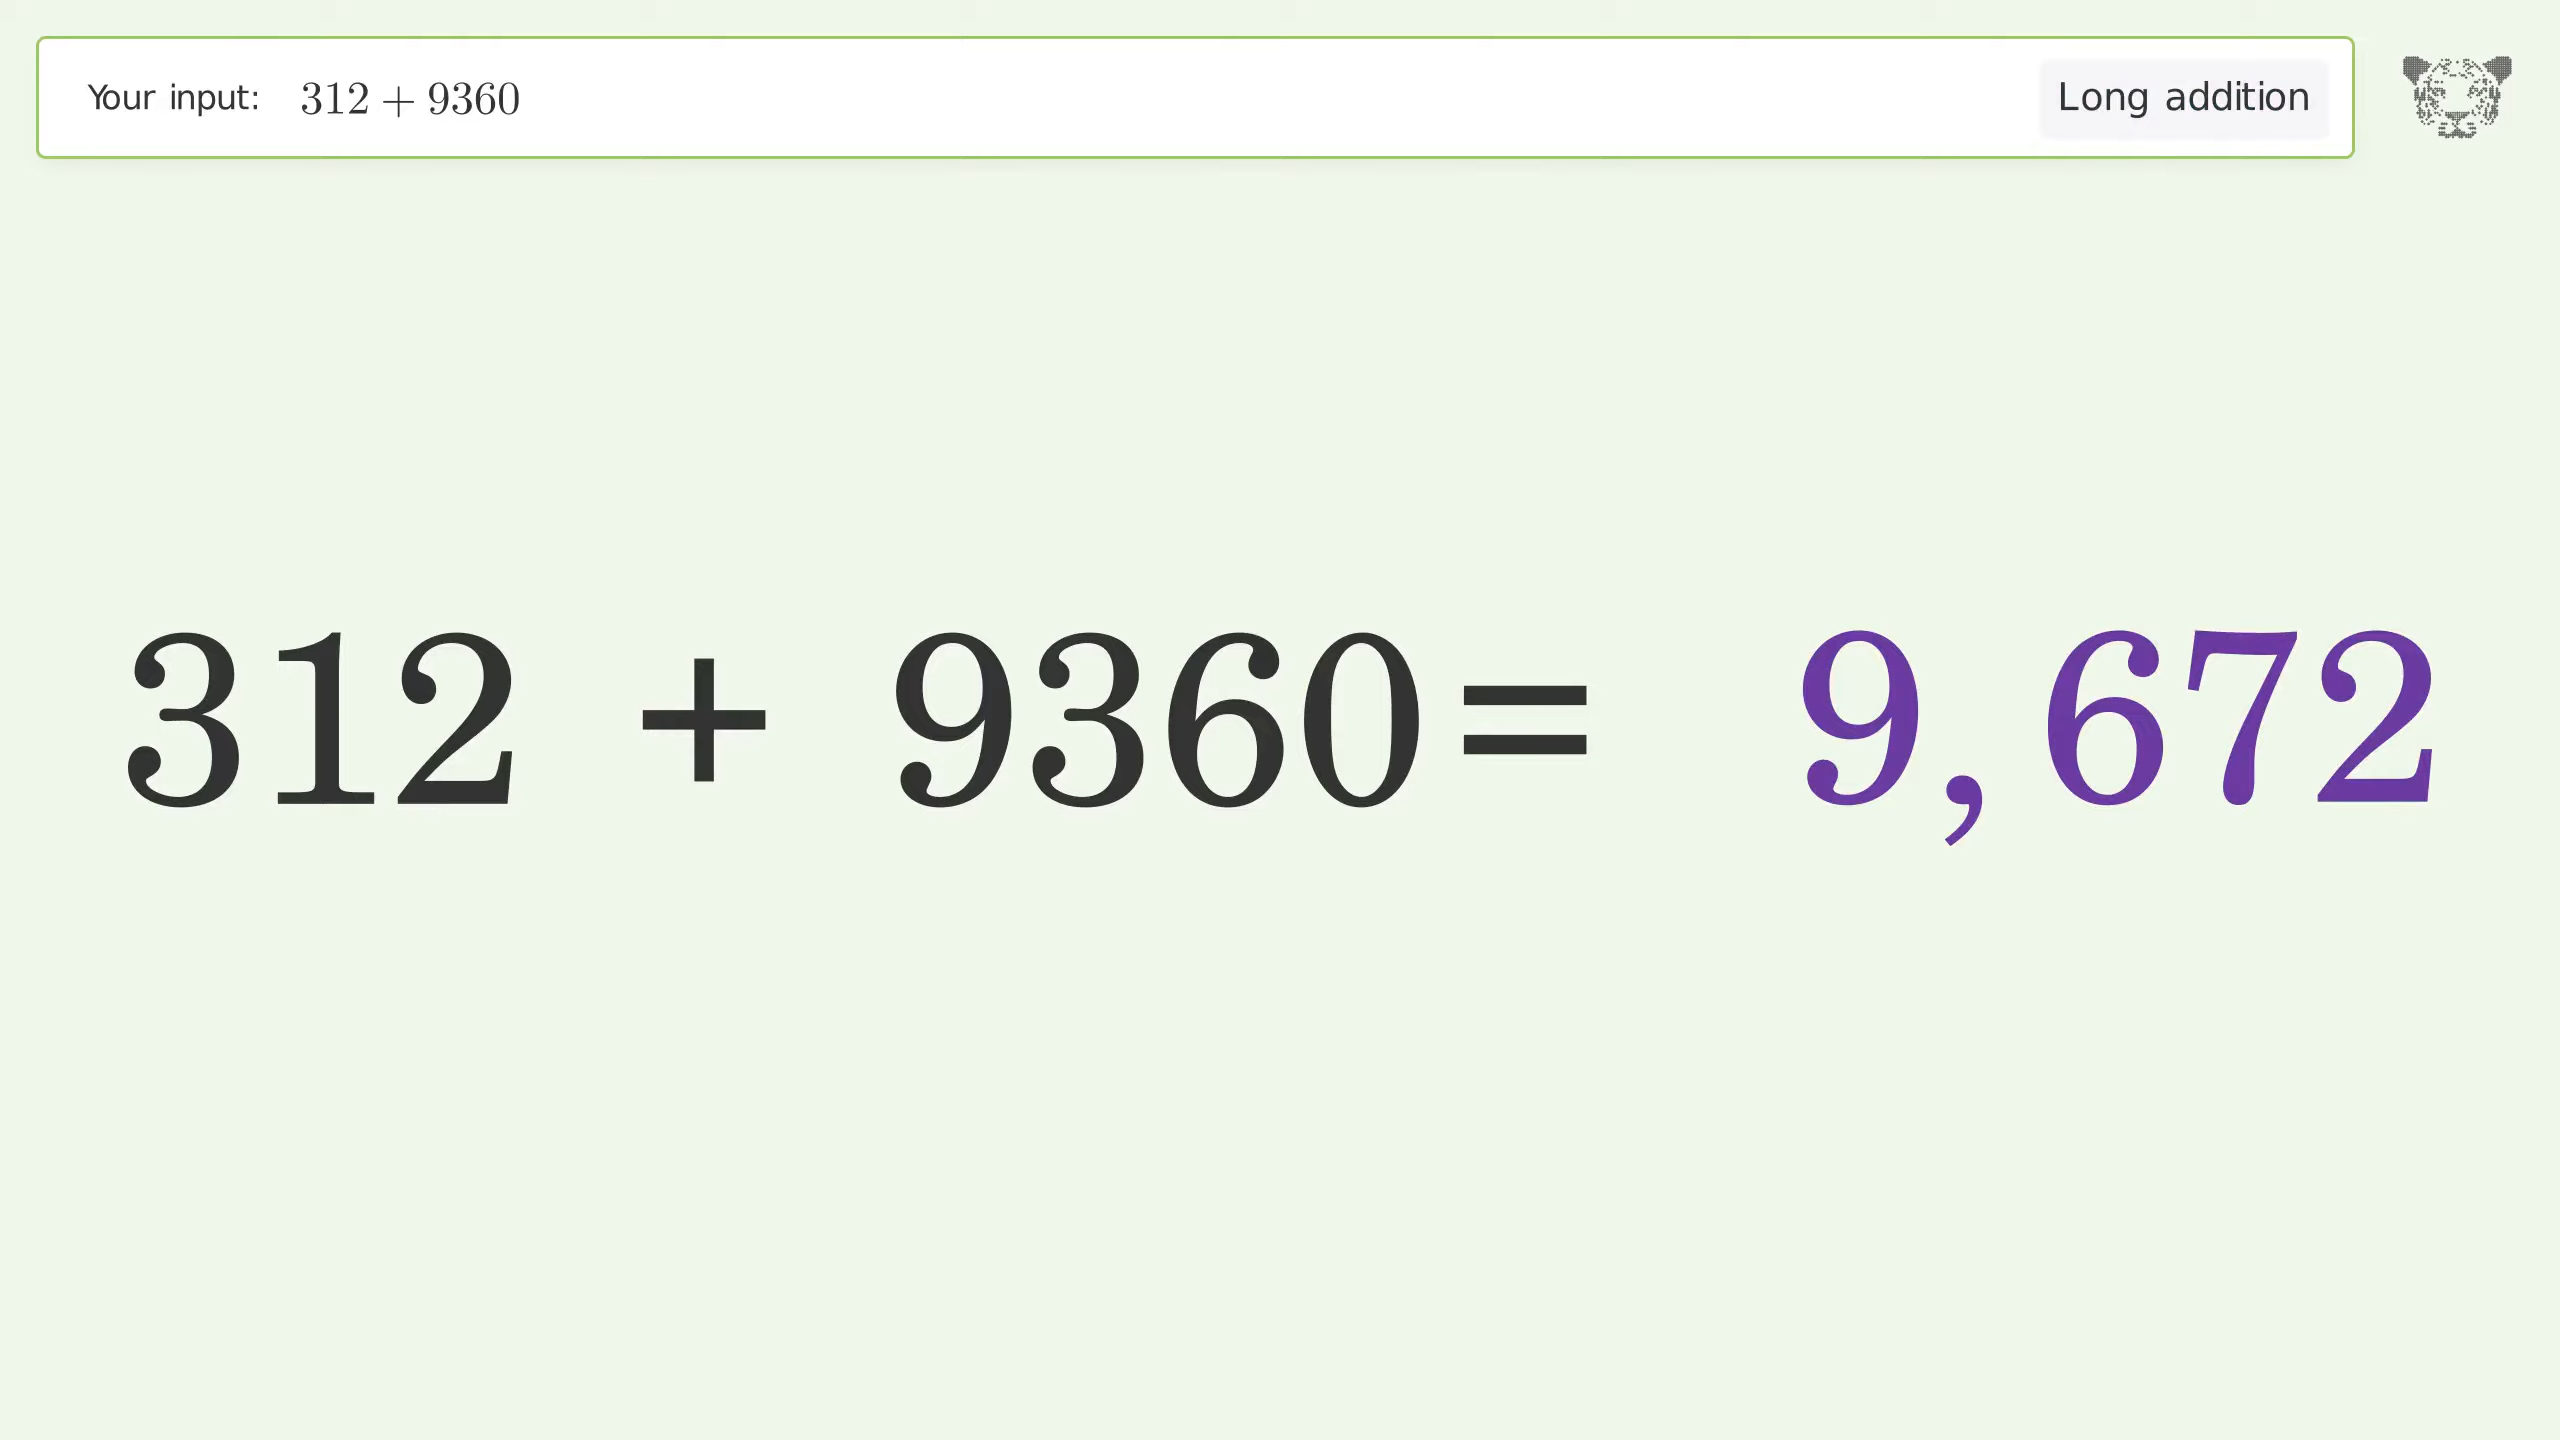 Your input: 312 + 9360
Long addition
312 + 9360 = 9,672